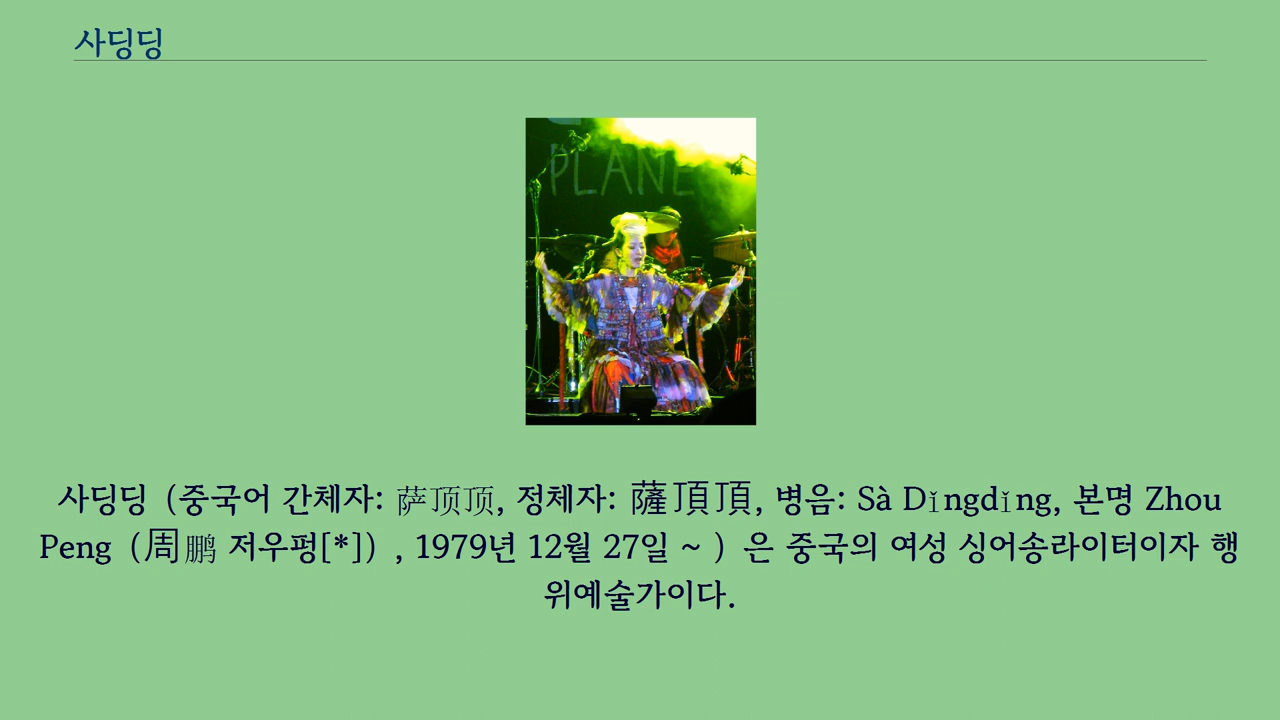 사딩딩
PLANE
사딩딩 (중국어 간체자: 萨顶顶, 정체자: 薩頂頂, 병음: Sà Dǐngdǐng, 본명 Zhou
Peng (周鹏 저우펑[*]) , 1979년 12월 27일 ~ ) 은 중국의 여성 싱어송라이터이자 행
위예술가이다.